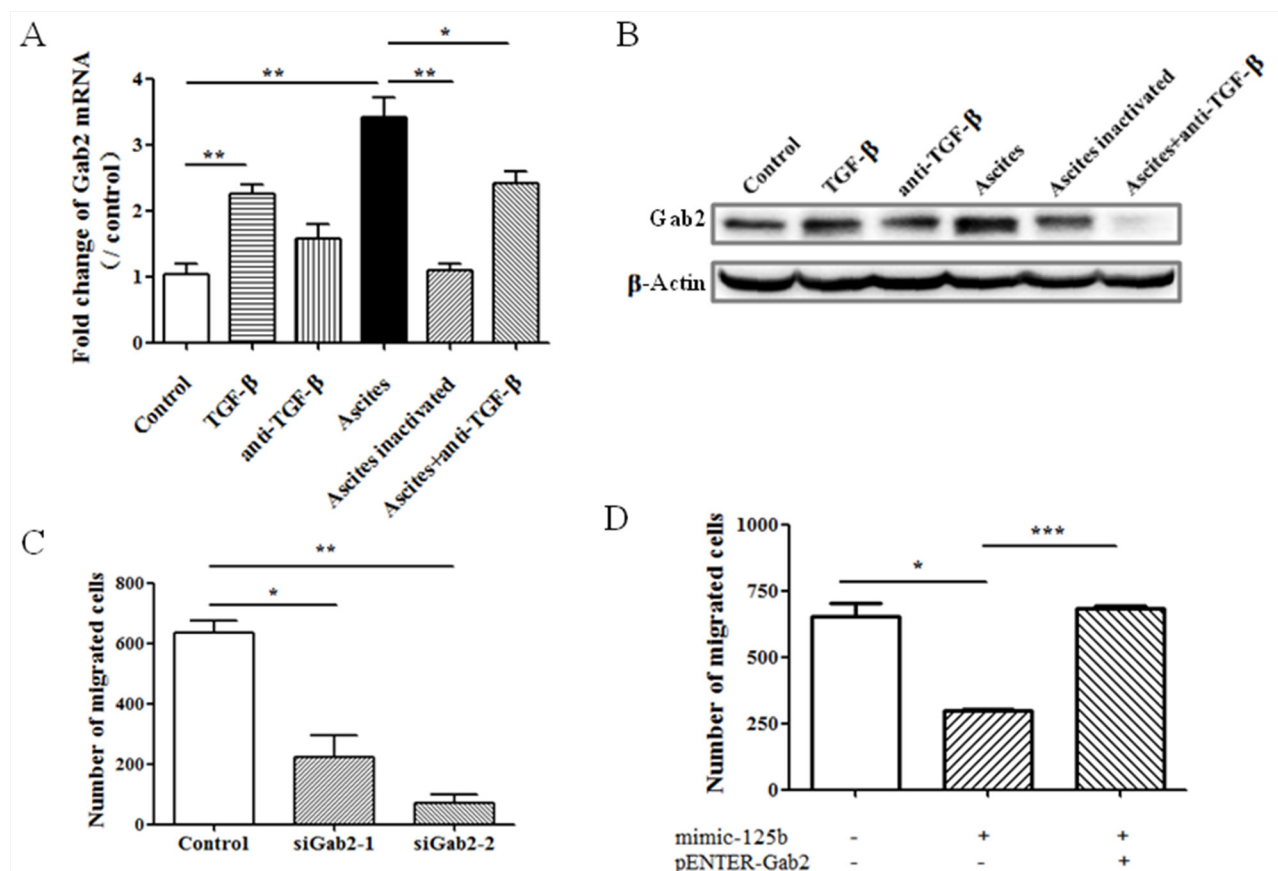 A
Fold change of Gab2 mRNA
(/ control)
4
3
2
1
0
**
**
*
**
Control
TGF-β
anti-TGF-β
Ascites
Ascites inactivated
Ascites+anti-TGF-β
B
Control
TGF-β
anti-TGF-β
Ascites
Ascites inactivated
Ascites+anti-TGF-β
Gab2
β-Actin
C
Number of migrated cells
800
600
400
200
0
**
*
Control siGab2-1 siGab2-2
D
Number of migrated cells
1000
750
500
250
0
*
***
mimic-125b - + +
pENTER-Gab2 - - +